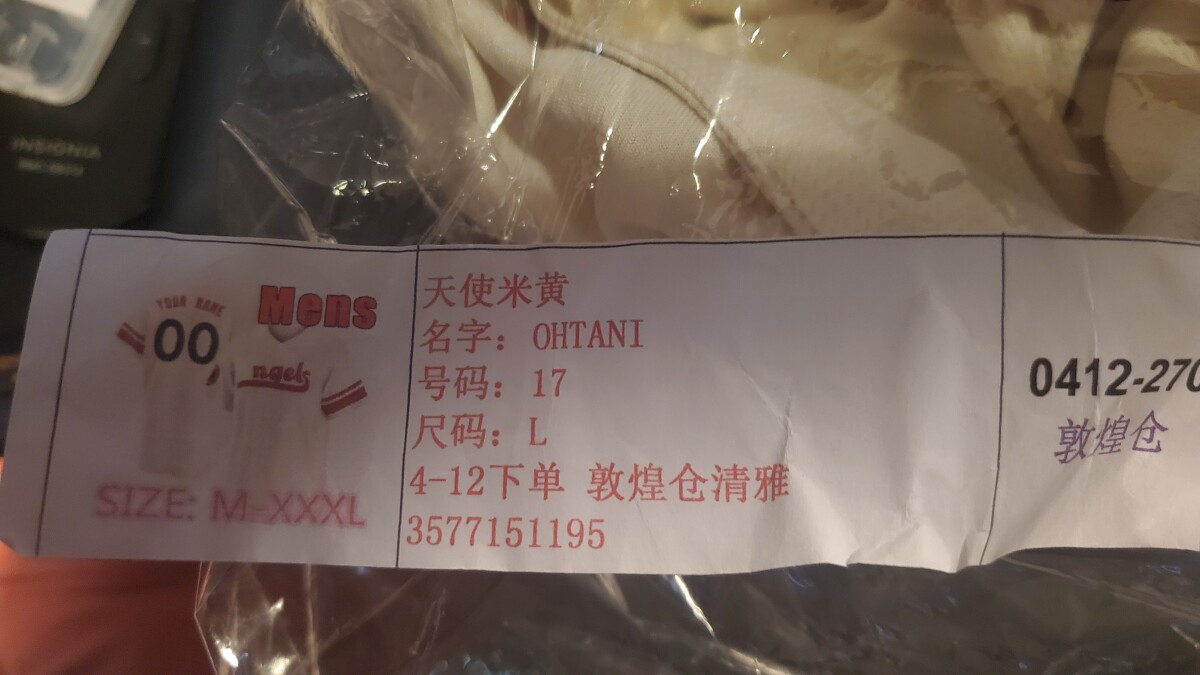 INSIGNIA
YOUR NAME
00
Mens
ngels
SIZE: M-XXXL
天使米黄
名字: OHTANI
号码: 17
尺码: L
4-12下单 敦煌仓清雅
3577151195
0412-270
敦煌仓